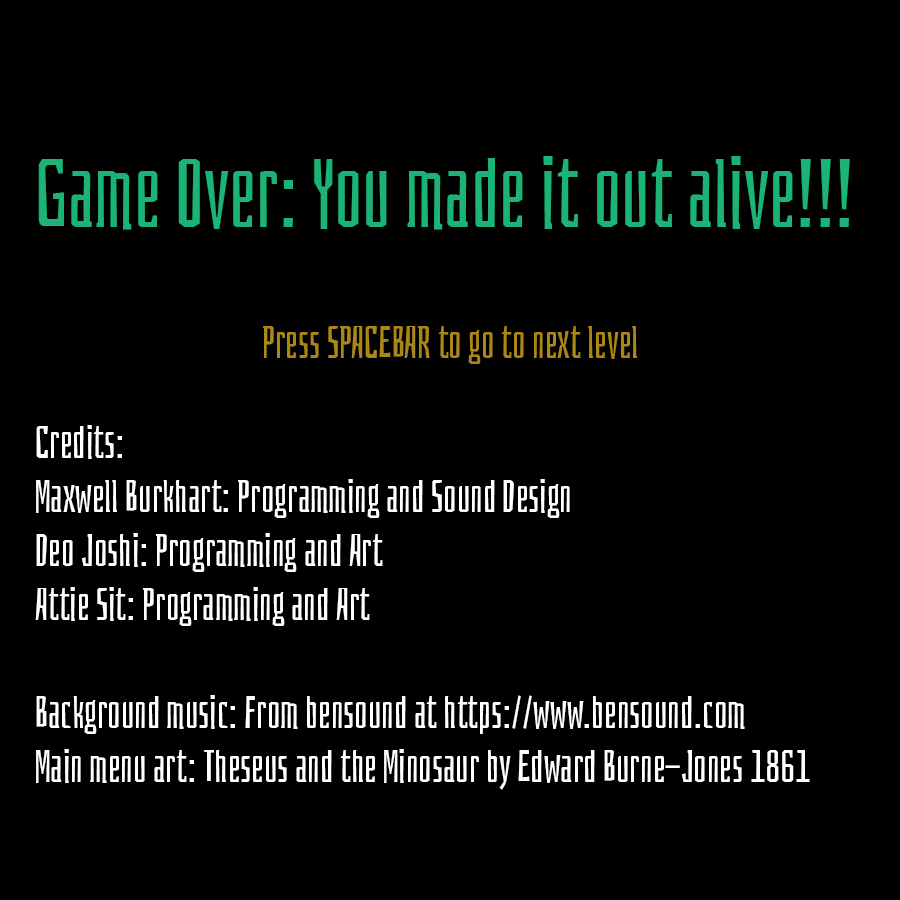 Game Over: You made it out alive!!!
Press SPACEBAR to go to next level
Credits:
Maxwell Burkhart: Programming and Sound Design
Deo Joshi: Programming and Art
Attie Sit: Programming and Art
Background music: From bensound at https://www.bensound.com
Main menu art: Theseus and the Minosaur by Edward Burne-Jones 1861